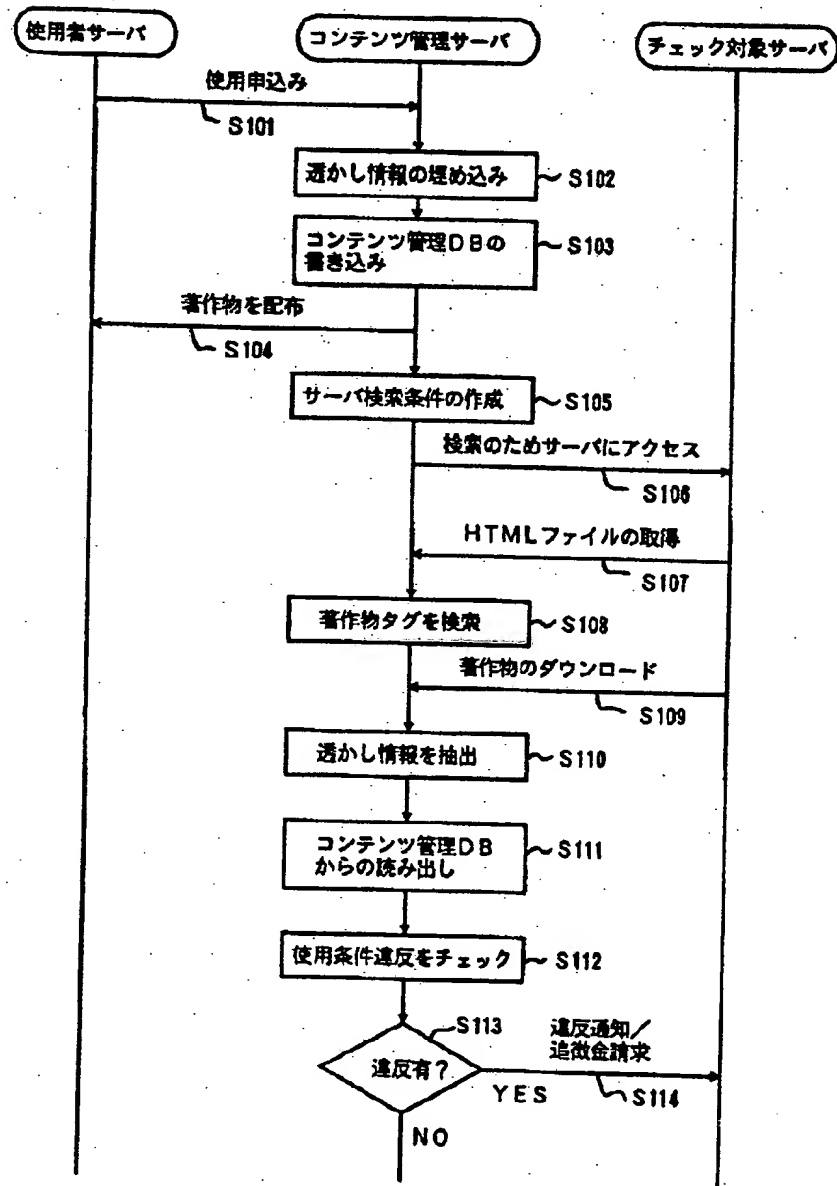 使用者サーバ
コンテンツ管理サーバ
チェック対象サーバ
使用申込み
S101
透かし情報の埋め込み
S102
コンテンツ管理DBの
書き込み
S103
著作物を配布
S104
サーバ検索条件の作成
S105
検索のためサーバにアクセス
S106
HTMLファイルの取得
S107
著作物タグを検索
S108
著作物のダウンロード
S109
透かし情報を抽出
S110
コンテンツ管理DB
からの読み出し
S111
使用条件違反をチェック
S112
S113
違反有?
違反通知/
追徴金請求
YES
S114
NO